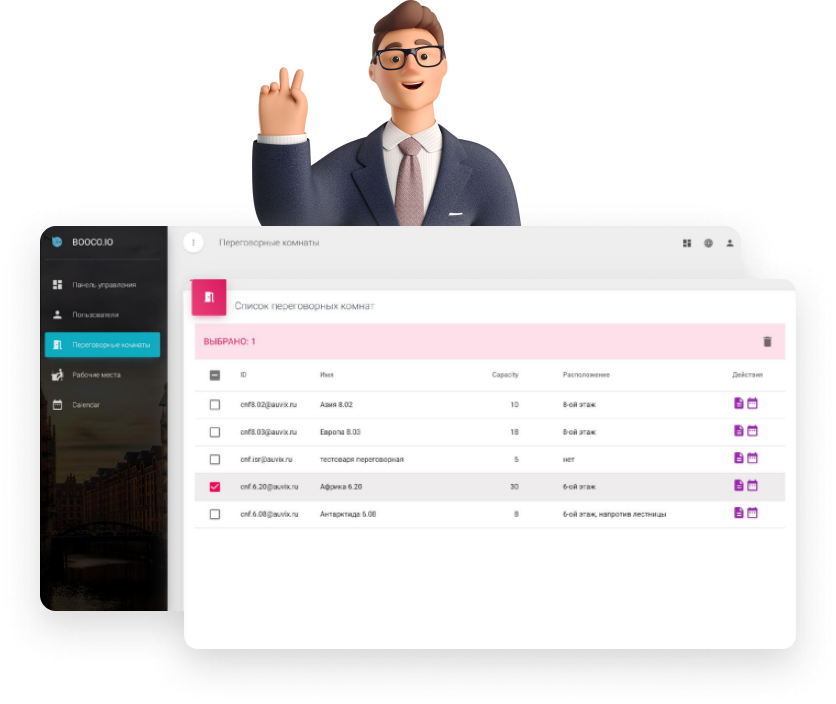 BOOCO.IO
Переговорные комнаты
Панель управления
Пользователи
Переговорные комнаты
Рабочие места
Calendar
Список переговорных комнат
ВЫБРАНО: 1
ID Имя Capacity Расположение Действия
cnf8.02@auvix.ru Азия 8.02 10 8-ой этаж
cnf8.03@auvix.ru Европа 8.03 18 8-ой этаж
cnf.isr@auvix.ru тестоваря переговорная 5 нет
cnf.6.20@auvix.ru Африка 6.20 30 6-ой этаж
cnf.6.08@auvix.ru Антарктида 6.08 8 6-ой этаж, напротив лестницы